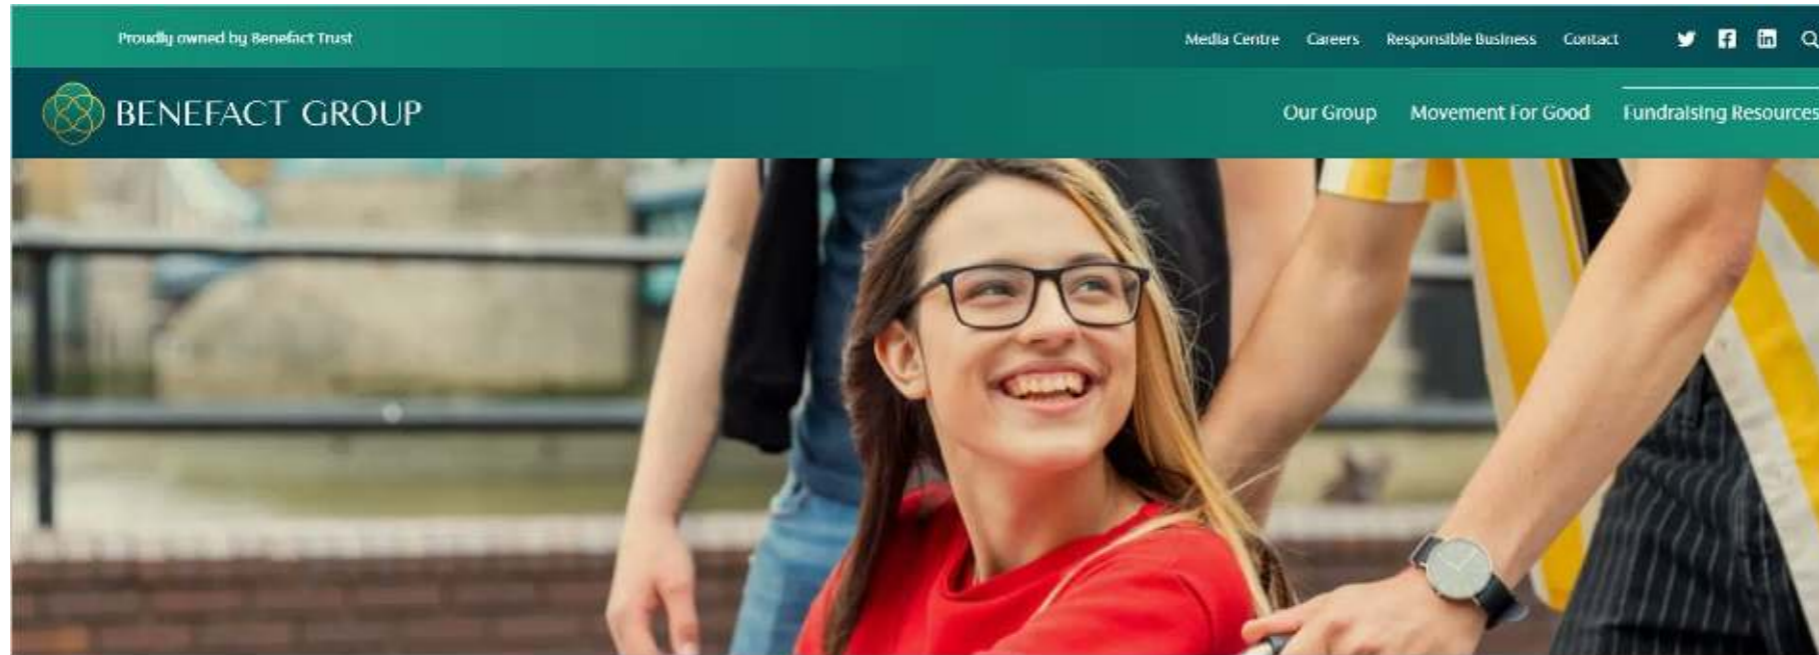 Proudly owned by Benefact Trust
Media Centre Careers Responsible Business Contact
BENEFACT GROUP
Our Group Movement For Good Fundraising Resources